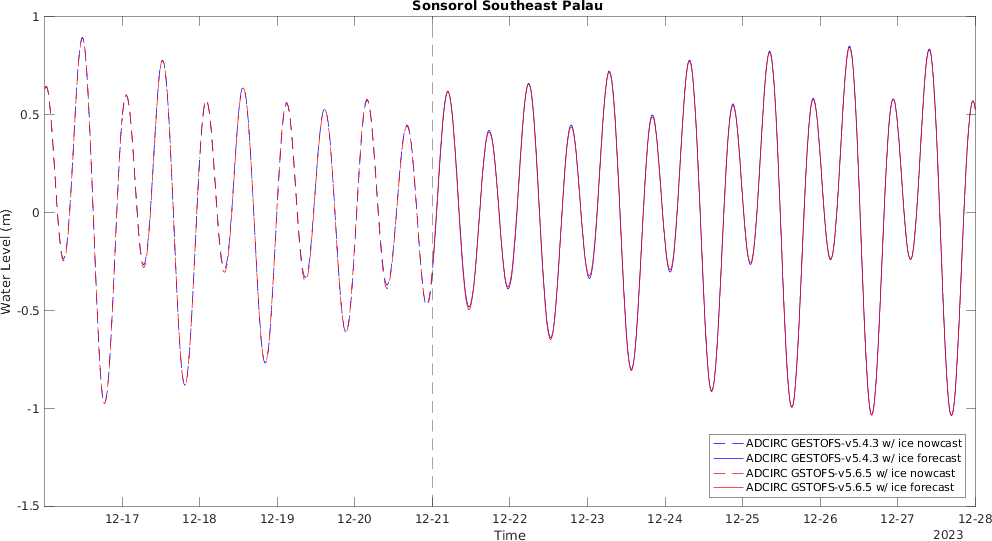 Sonsorol Southeast Palau
1
0.5
0
-0.5
-1
-1.5
Water Level (m)
12-17 12-18 12-19 12-20 12-21 12-22 12-23 12-24 12-25 12-26 12-27 12-28
Time
2023
ADCIRC GESTOFS-v5.4.3 w/ ice nowcast
ADCIRC GESTOFS-v5.4.3 w/ ice forecast
ADCIRC GSTOFS-v5.6.5 w/ ice nowcast
ADCIRC GSTOFS-v5.6.5 w/ ice forecast